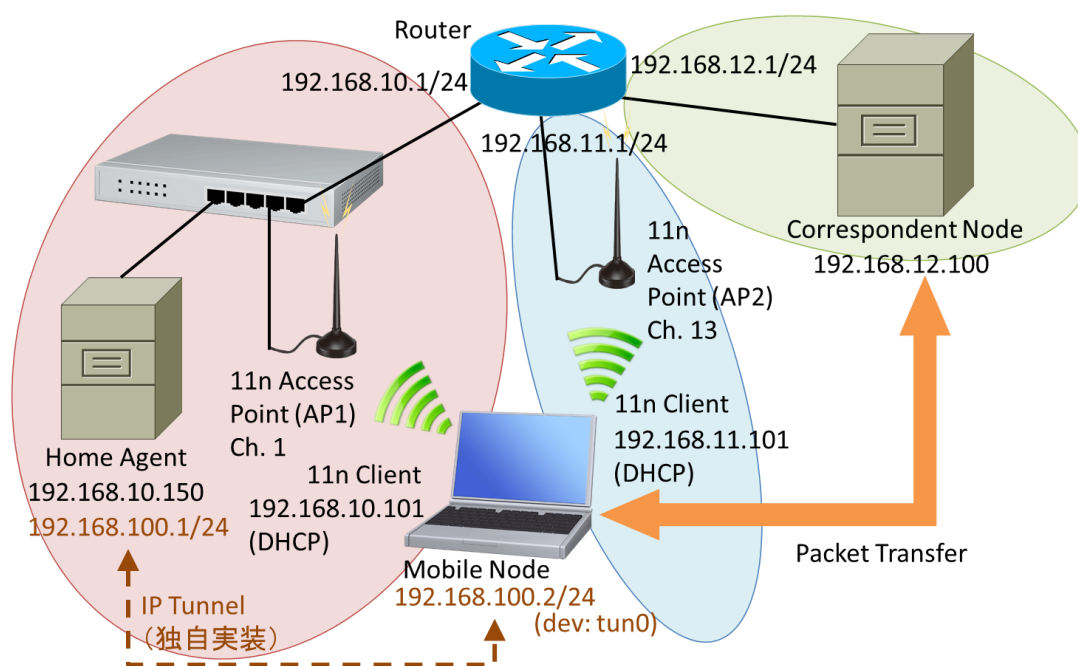 Router
192.168.10.1/24
192.168.12.1/24
192.168.11.1/24
Correspondent Node
192.168.12.100
11n
Access
Point (AP2)
Ch. 13
11n Access
Point (AP1)
Ch. 1
11n Client
192.168.11.101
(DHCP)
Home Agent
192.168.10.150
192.168.100.1/24
11n Client
192.168.10.101
(DHCP)
Mobile Node
192.168.100.2/24
(dev: tun0)
Packet Transfer
IP Tunnel
（独自実装）